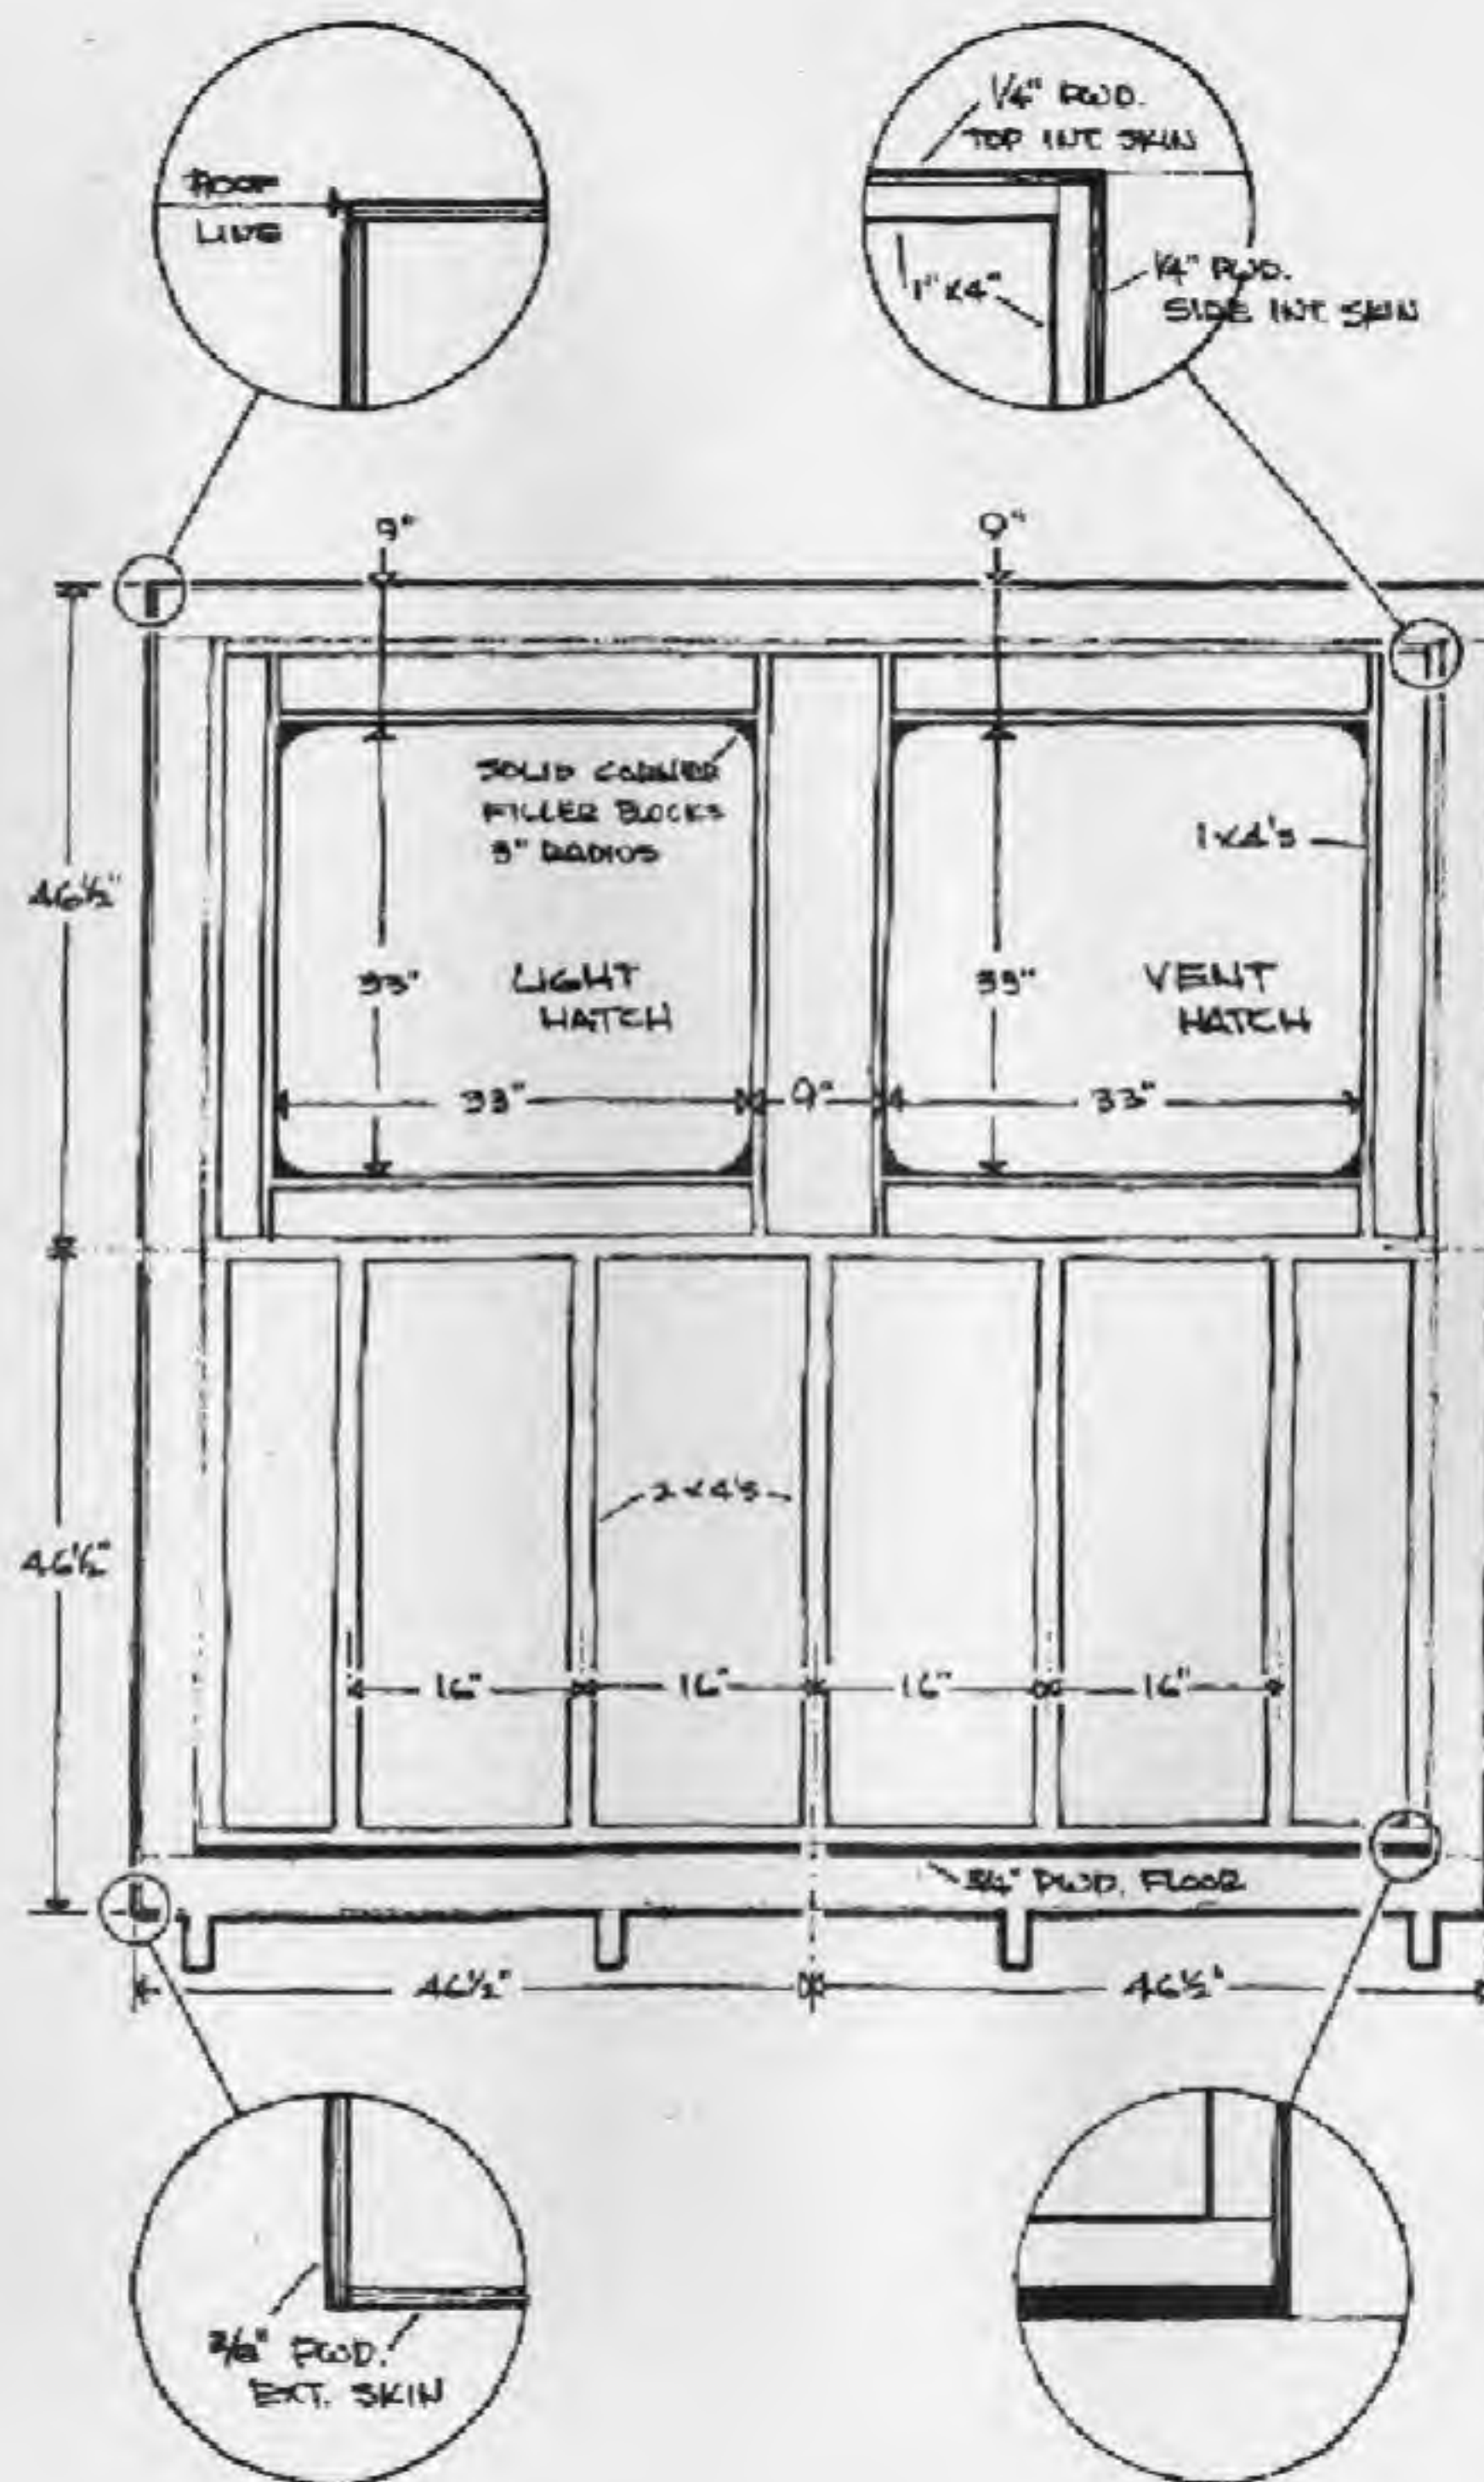 1/4" PWD.
TOP INT. SKIN
ROOF
LINE
1" x 4"
1/4" PWD.
SIDE INT. SKIN
9"
9"
SOLID CORNER
FILLER BLOCKS
3" RADIUS
1x4's
46½"
33"
LIGHT
HATCH
33"
VENT
HATCH
33"
9"
33"
2x4's
46½"
16"
16"
16"
16"
3/4" PWD. FLOOR
46½"
46½"
3/8" PWD.
EXT. SKIN